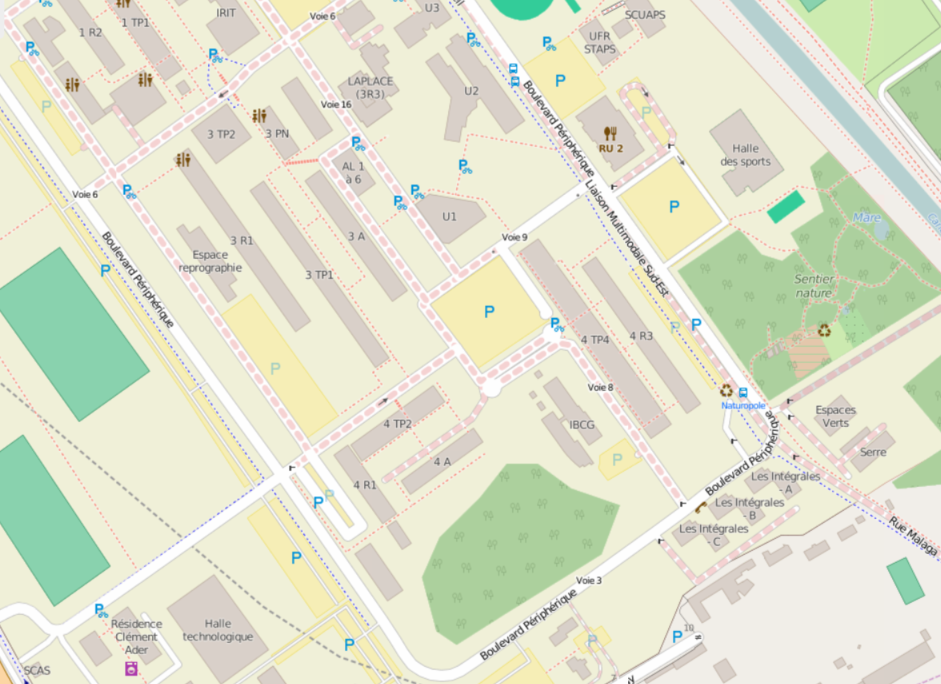 U3
SCUAPS
IRIT
Voie 6
1 TP1
1 R2
UFR
STAPS
P
LAPLACE
(3R3)
U2
P
Voie 16
P
Boulevard Périphérique
3 TP2
3 PN
RU 2
Halle
des sports
AL 1
à 6
Voie 6
P
Liaison Multimodale Sud-Est
U1
Mare
3 R1
3 A
Voie 9
Boulevard Périphérique
Espace
reprographie
P
3 TP1
Sentier
nature
P
P
P
4 TP4
4 R3
P
Voie 8
Naturopole
Espaces
Verts
4 TP2
IBCG
Serre
4 A
P
Boulevard Périphérique
Les Intégrales
- A
4 R1
P
P
Les Intégrales
- B
Les Intégrales
- C
Rue Malaga
P
Voie 3
Boulevard Périphérique
Résidence
Clément
Ader
Halle
technologique
P
P
P
10
SCAS